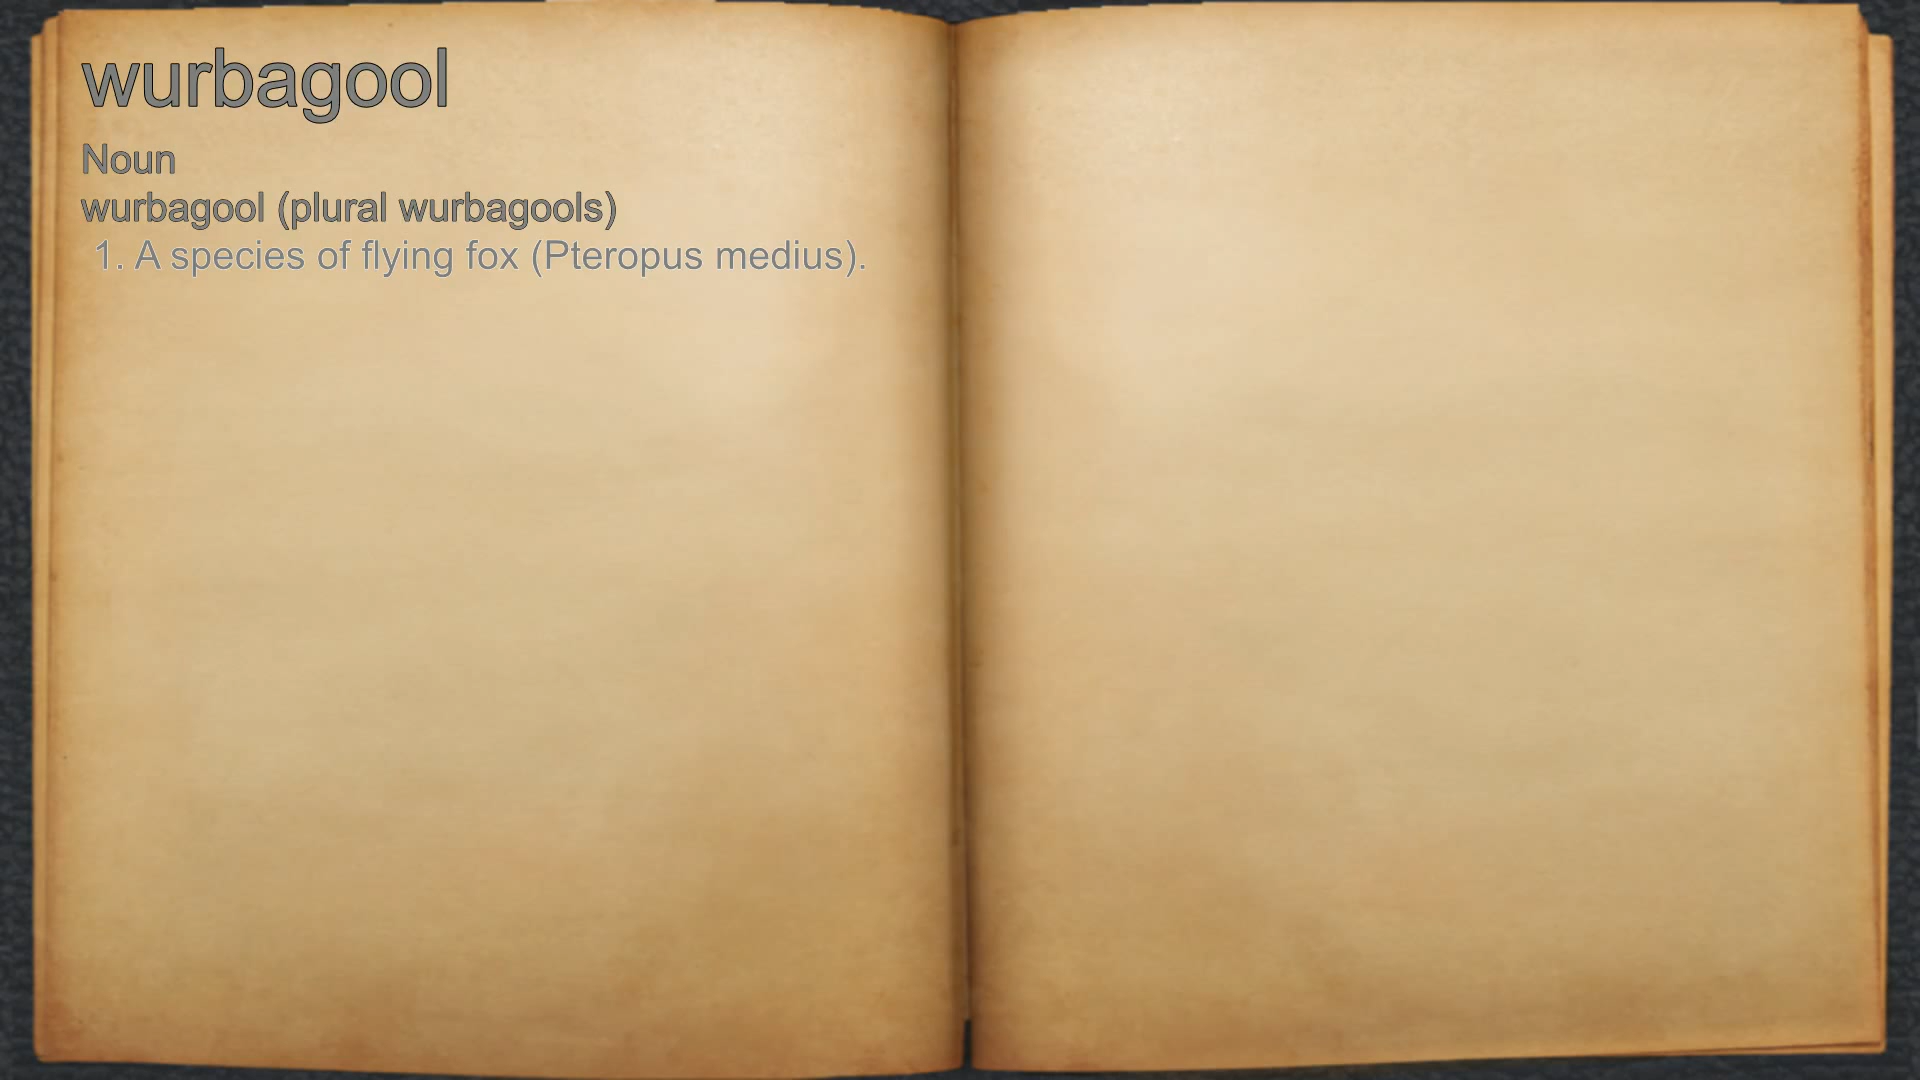 wurbagool
Noun
wurbagool (plural wurbagools)
1. A species of flying fox (Pteropus medius).